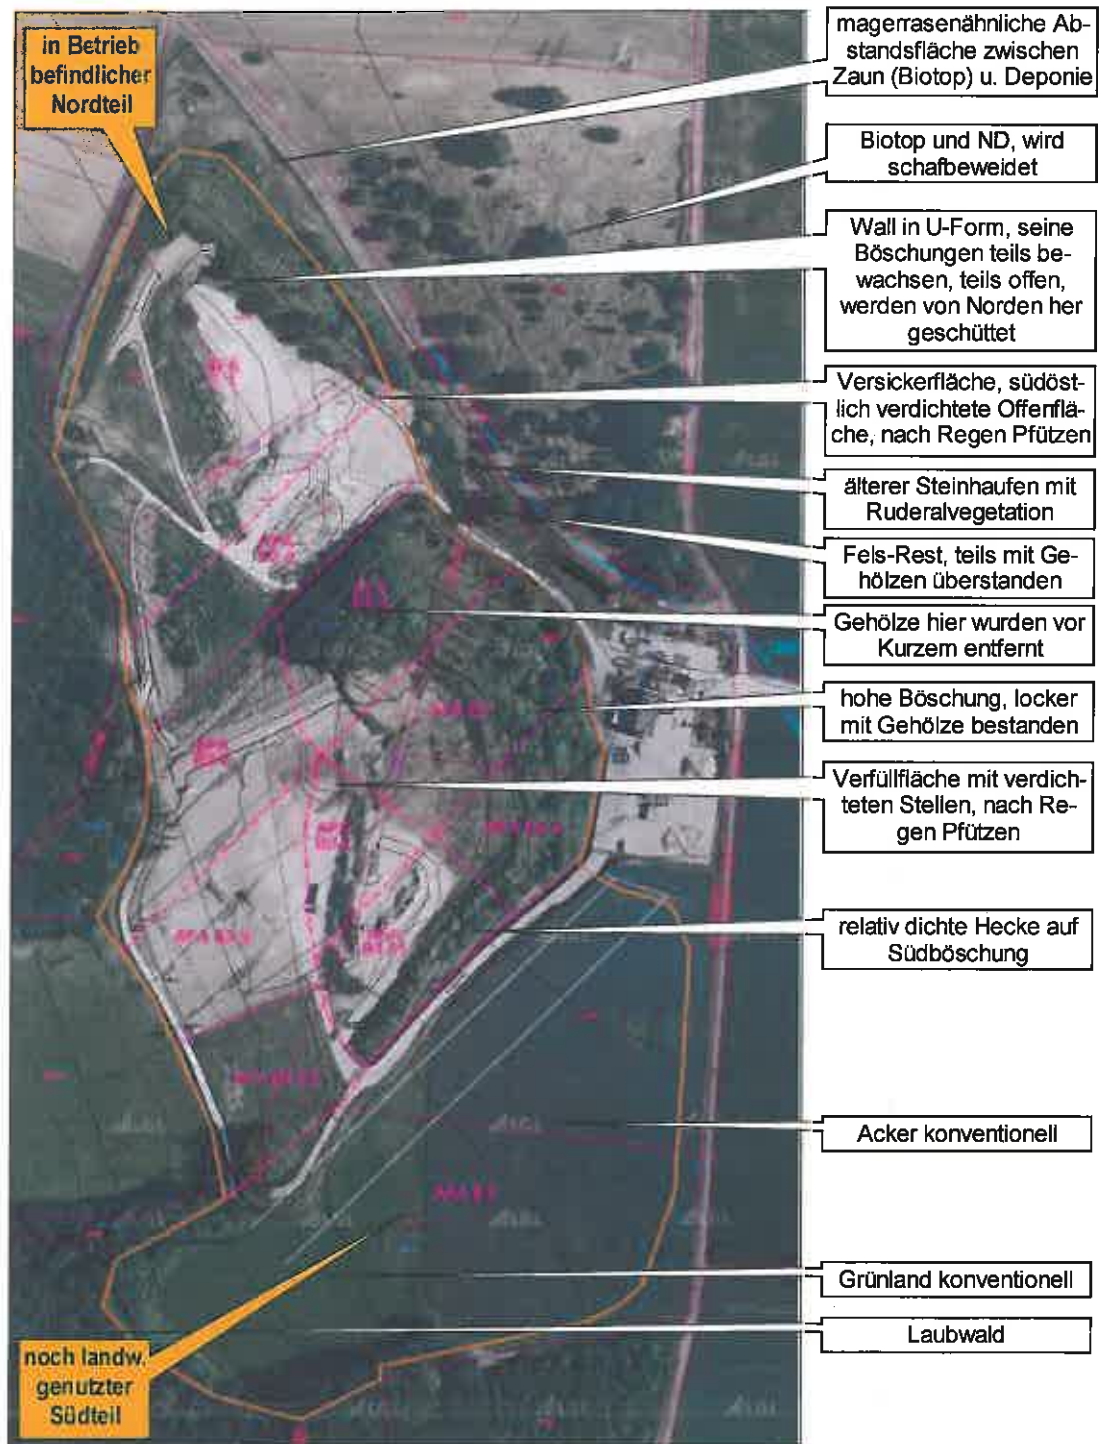 in Betrieb
befindlicher
Nordteil
magerrasenähnliche Ab-
standsfläche zwischen
Zaun (Biotop) u. Deponie
Biotop und ND, wird
schafbeweidet
Wall in U-Form, seine
Böschungen teils be-
wachsen, teils offen,
werden von Norden her
geschüttet
Versickerfläche, südöst-
lich verdichtete Offenflä-
che, nach Regen Pfützen
älterer Steinhaufen mit
Ruderalvegetation
Fels-Rest, teils mit Ge-
hölzen überstanden
Gehölze hier wurden vor
Kurzem entfernt
hohe Böschung, locker
mit Gehölze bestanden
Verfüllfläche mit verdich-
teten Stellen, nach Re-
gen Pfützen
relativ dichte Hecke auf
Südböschung
Acker konventionell
Grünland konventionell
Laubwald
noch landw.
genutzter
Südteil